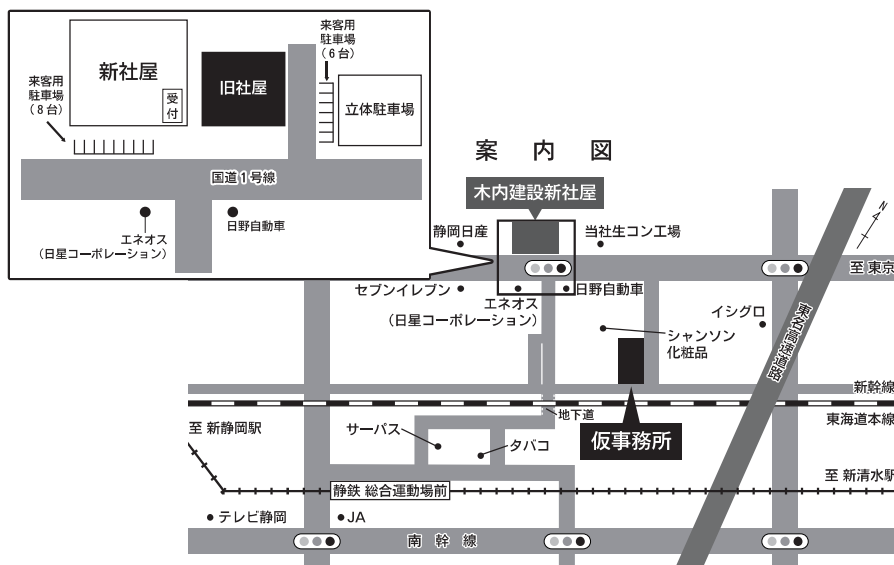 来客用
駐車場
（6台）
新社屋
受付
旧社屋
来客用
駐車場
（8台）
立体駐車場
国道1号線
エネオス
（日星コーポレーション）
日野自動車
案内図
木内建設新社屋
静岡日産
当社生コン工場
N
至 東京
セブンイレブン
エネオス
（日星コーポレーション）
日野自動車
イシグロ
シャンソン
化粧品
東名高速道路
新幹線
地下道
東海道本線
至 新静岡駅
サーパス
タバコ
仮事務所
至 新清水駅
静鉄 総合運動場前
テレビ静岡
JA
南幹線